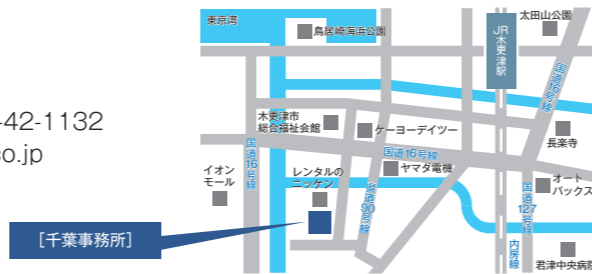 東京湾
鳥居崎海浜公園
太田山公園
JR木更津駅
国道16号線
-42-1132
co.jp
木更津市
総合福祉会館
ケーヨーデイツー
長楽寺
国道16号線
国道16号線
イオン
モール
レンタルの
ニッケン
ヤマダ電機
県道90号線
オート
バックス
国道127号線
内房線
[千葉事務所]
君津中央病院